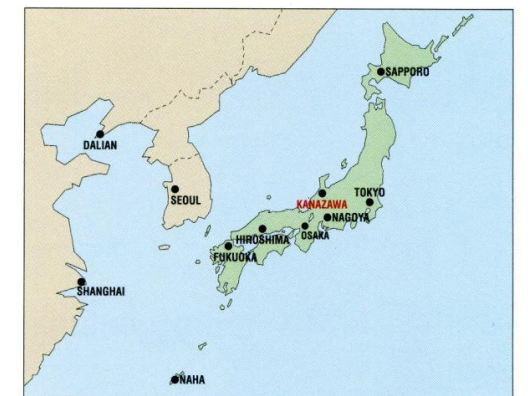 SAPPORO
DALIAN
SEOUL
KANAZAWA
TOKYO
NAGOYA
HIROSHIMA
OSAKA
FUKUOKA
SHANGHAI
NAHA